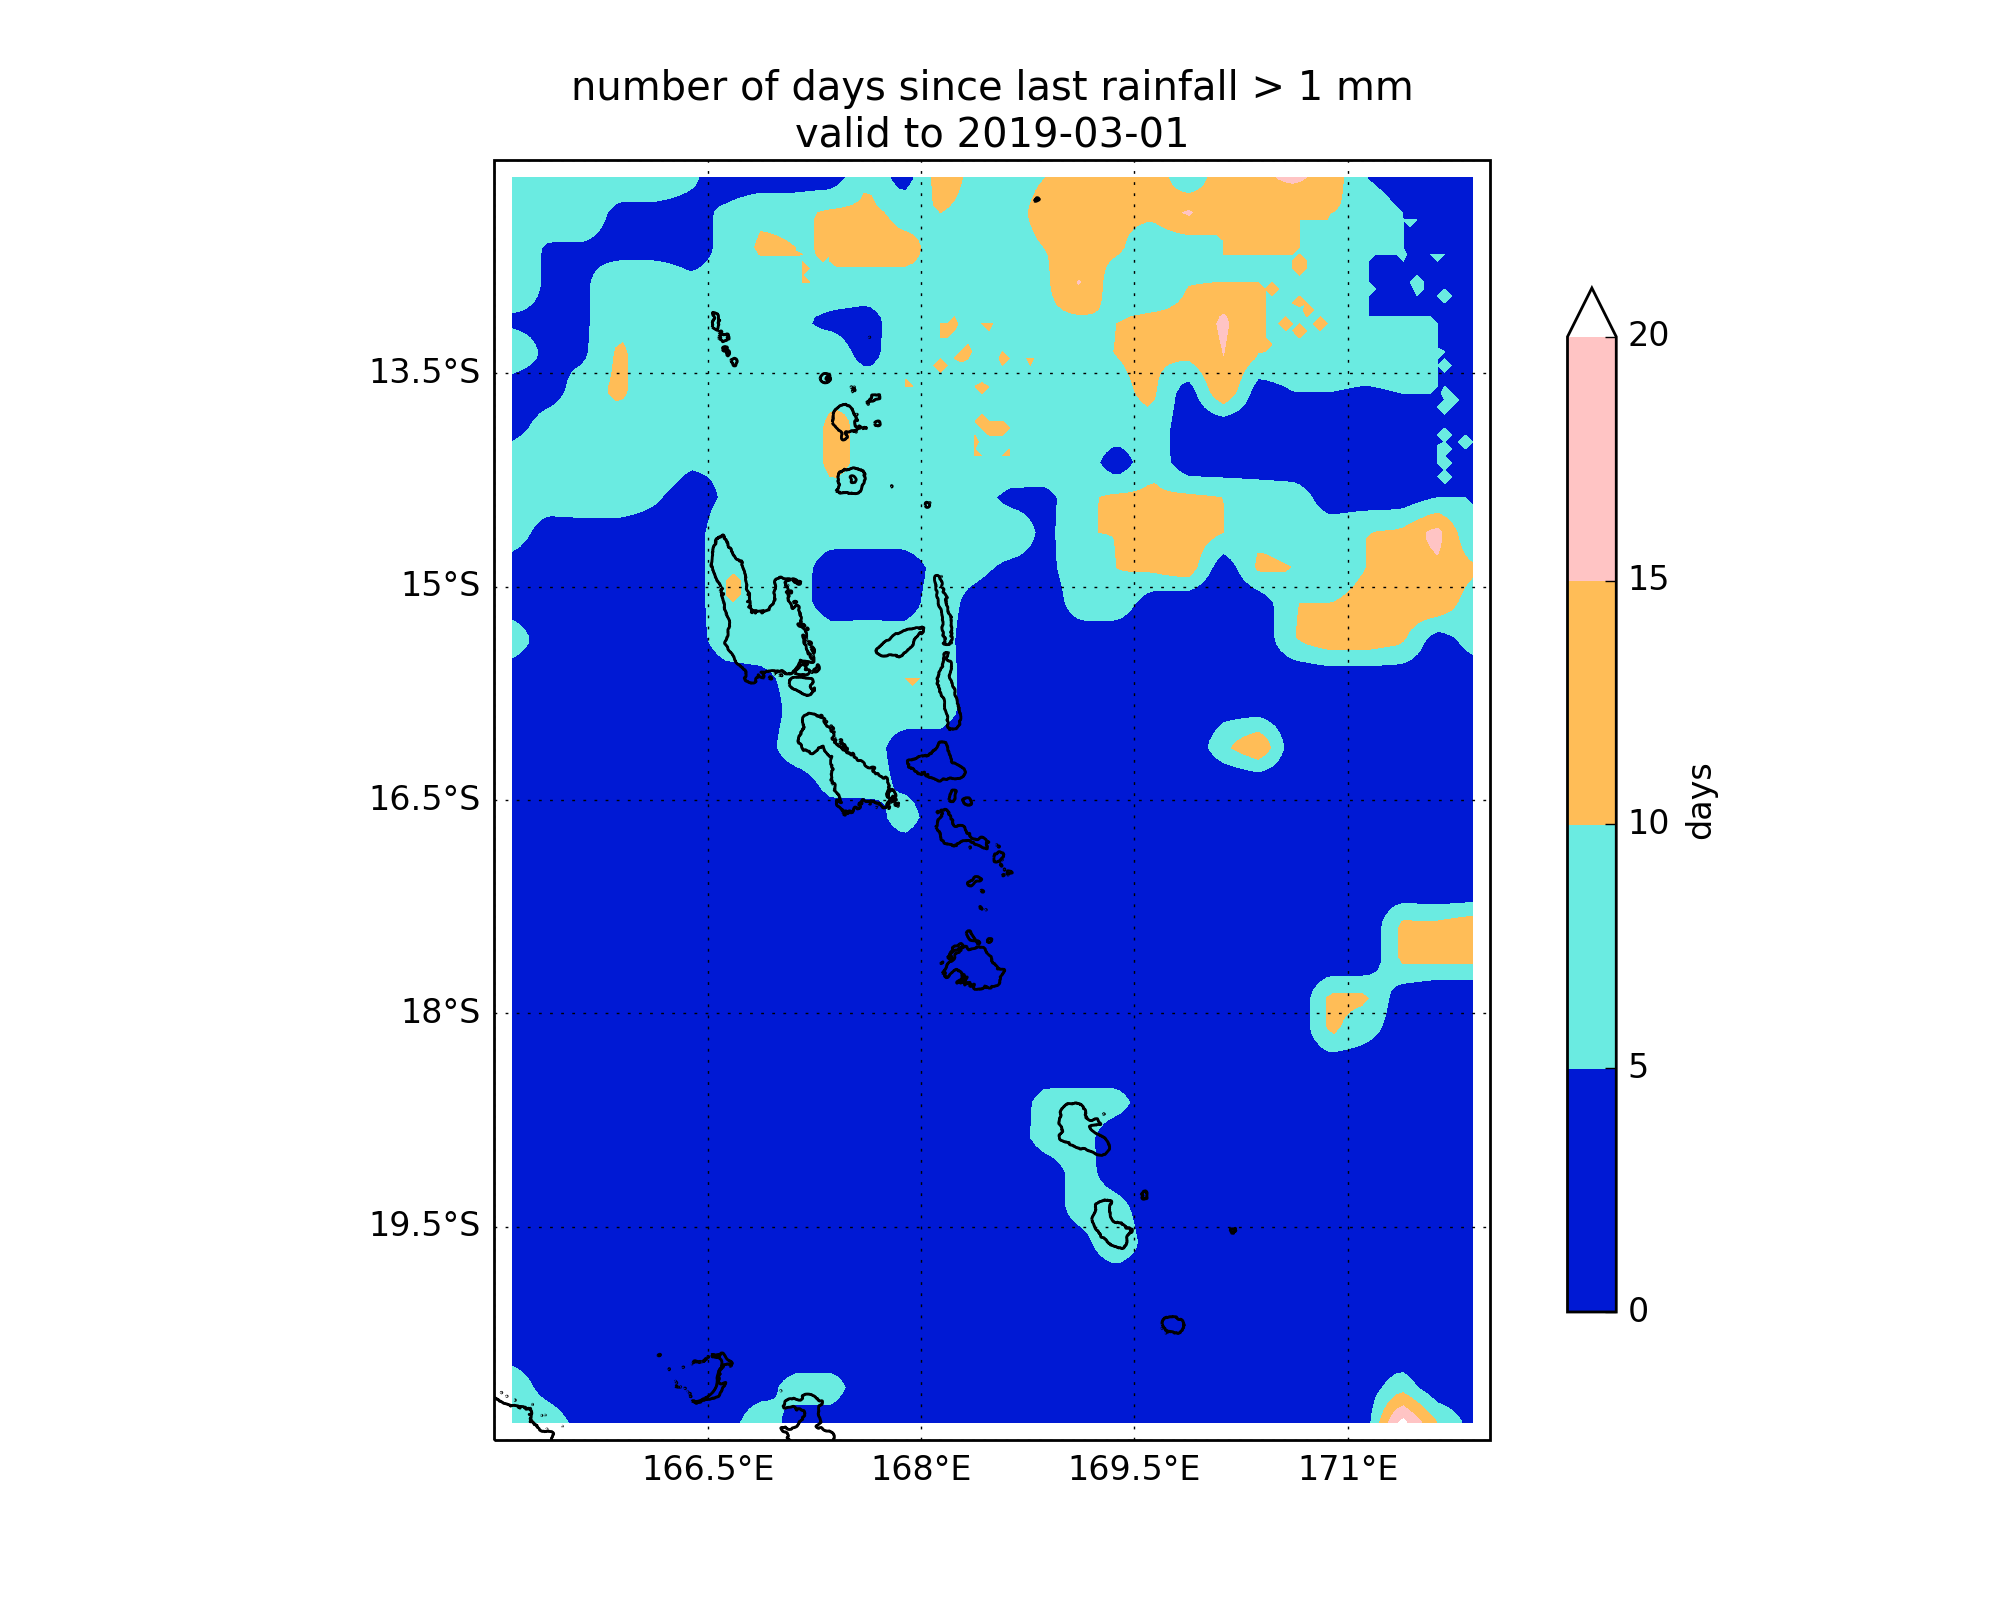 number of days since last rainfall > 1 mm
valid to 2019-03-01
13.5°S
15°S
16.5°S
18°S
19.5°S
166.5°E
168°E
169.5°E
171°E
20
15
10
5
0
days